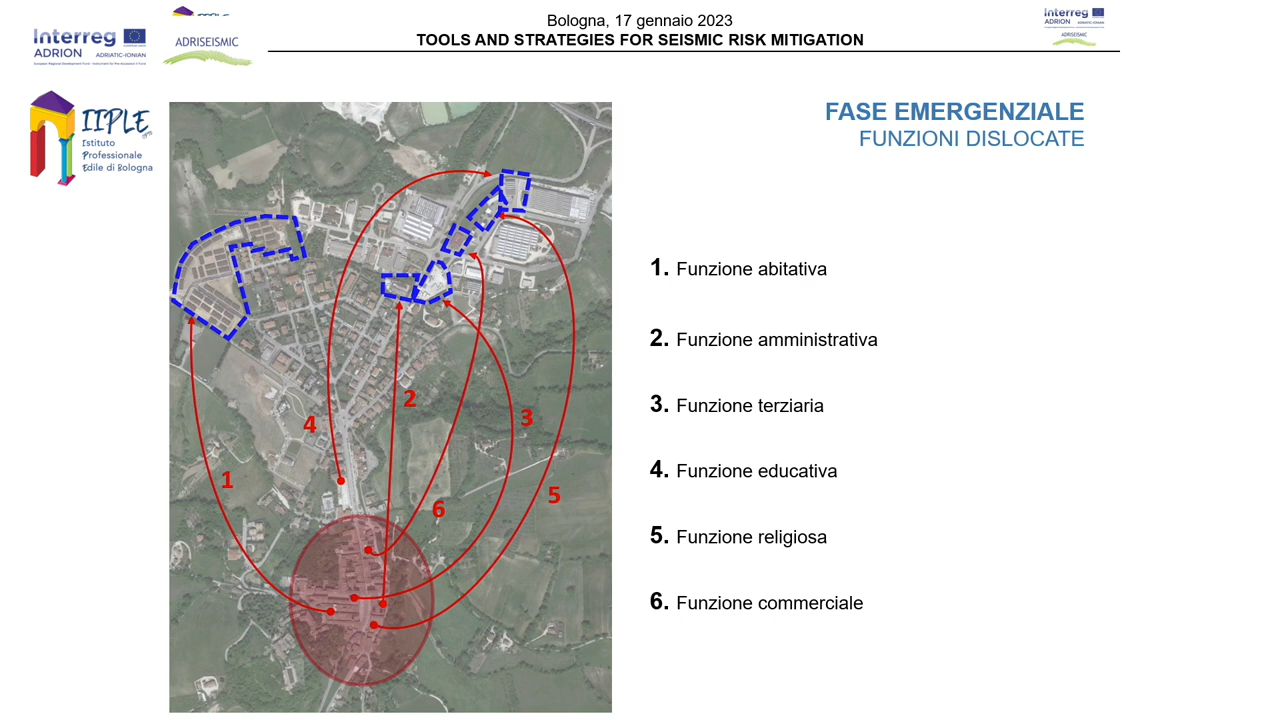 Bologna, 17 gennaio 2023
TOOLS AND STRATEGIES FOR SEISMIC RISK MITIGATION
Interreg
ADRION ADRIATIC-IONIAN
ADRISEISMIC
Interreg
ADRION
ADRISEISMIC
IIPLE
Istituto
Professionale
Edile di Bologna
FASE EMERGENZIALE
FUNZIONI DISLOCATE
1. Funzione abitativa
2. Funzione amministrativa
3. Funzione terziaria
4. Funzione educativa
5. Funzione religiosa
6. Funzione commerciale
2
4
3
1
5
6